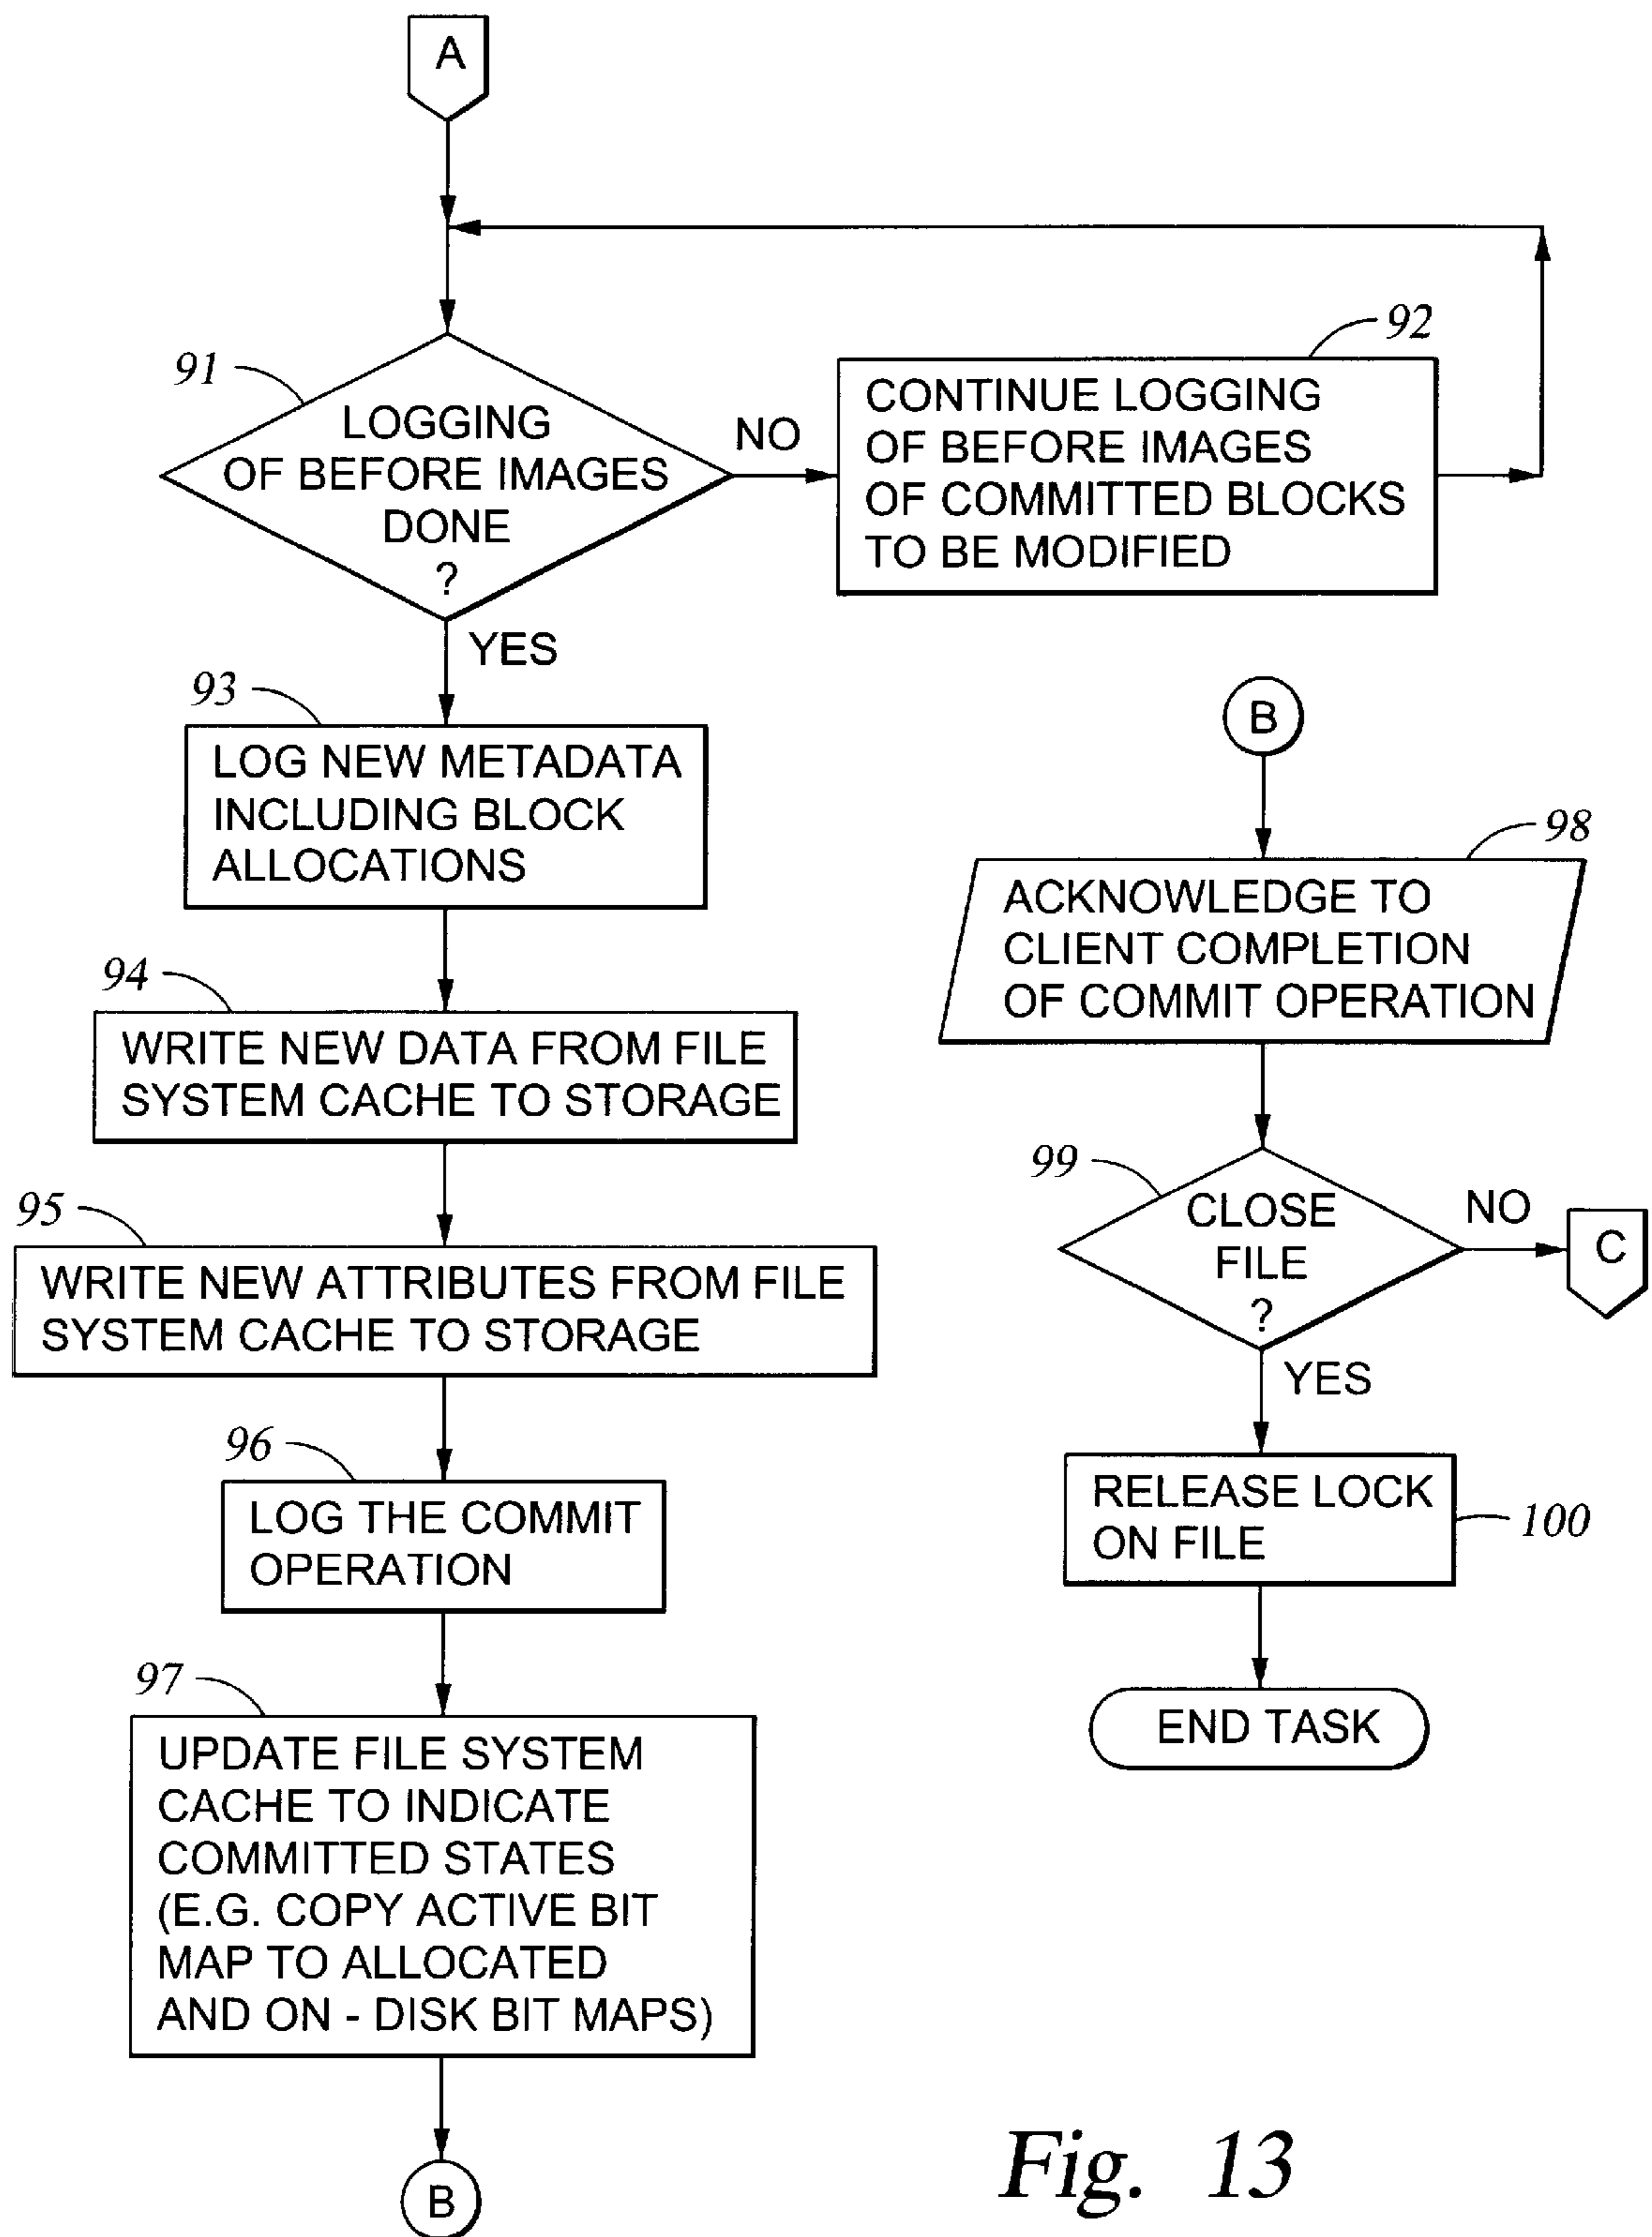 A
91
LOGGING
OF BEFORE IMAGES
DONE
?
NO
92
CONTINUE LOGGING
OF BEFORE IMAGES
OF COMMITTED BLOCKS
TO BE MODIFIED
YES
93
LOG NEW METADATA
INCLUDING BLOCK
ALLOCATIONS
94
WRITE NEW DATA FROM FILE
SYSTEM CACHE TO STORAGE
95
WRITE NEW ATTRIBUTES FROM FILE
SYSTEM CACHE TO STORAGE
96
LOG THE COMMIT
OPERATION
97
UPDATE FILE SYSTEM
CACHE TO INDICATE
COMMITTED STATES
(E.G. COPY ACTIVE BIT
MAP TO ALLOCATED
AND ON - DISK BIT MAPS)
B
B
98
ACKNOWLEDGE TO
CLIENT COMPLETION
OF COMMIT OPERATION
99
CLOSE
FILE
?
NO
C
YES
RELEASE LOCK
ON FILE
100
END TASK
Fig. 13